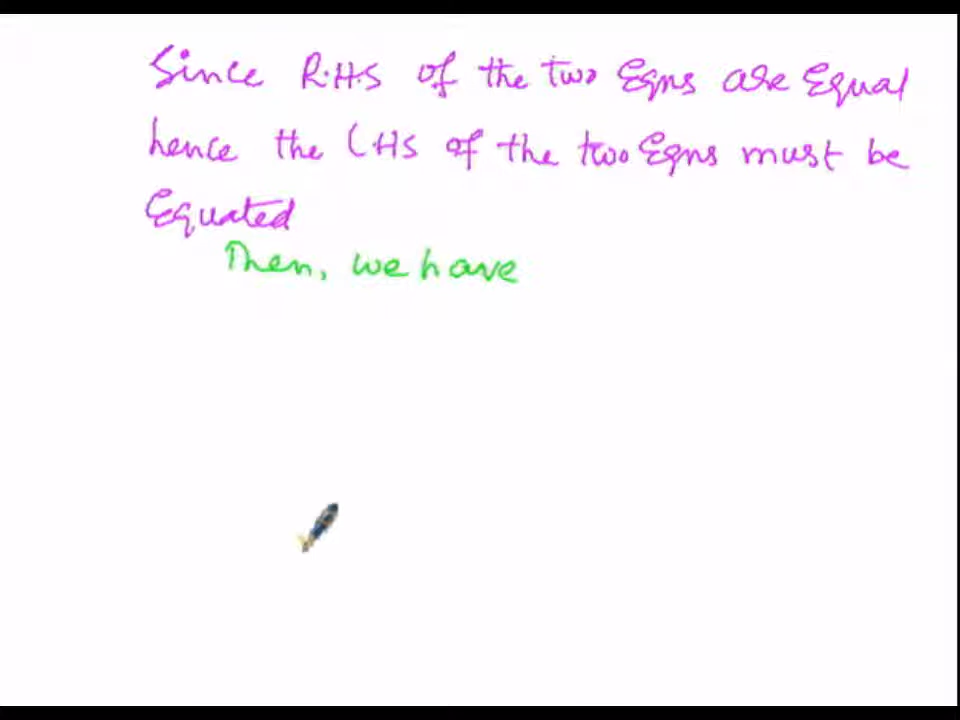 Since R.H.S of the two Eqns are Equal
hence the L.HS of the two Eqns must be
Equated
Then, we have